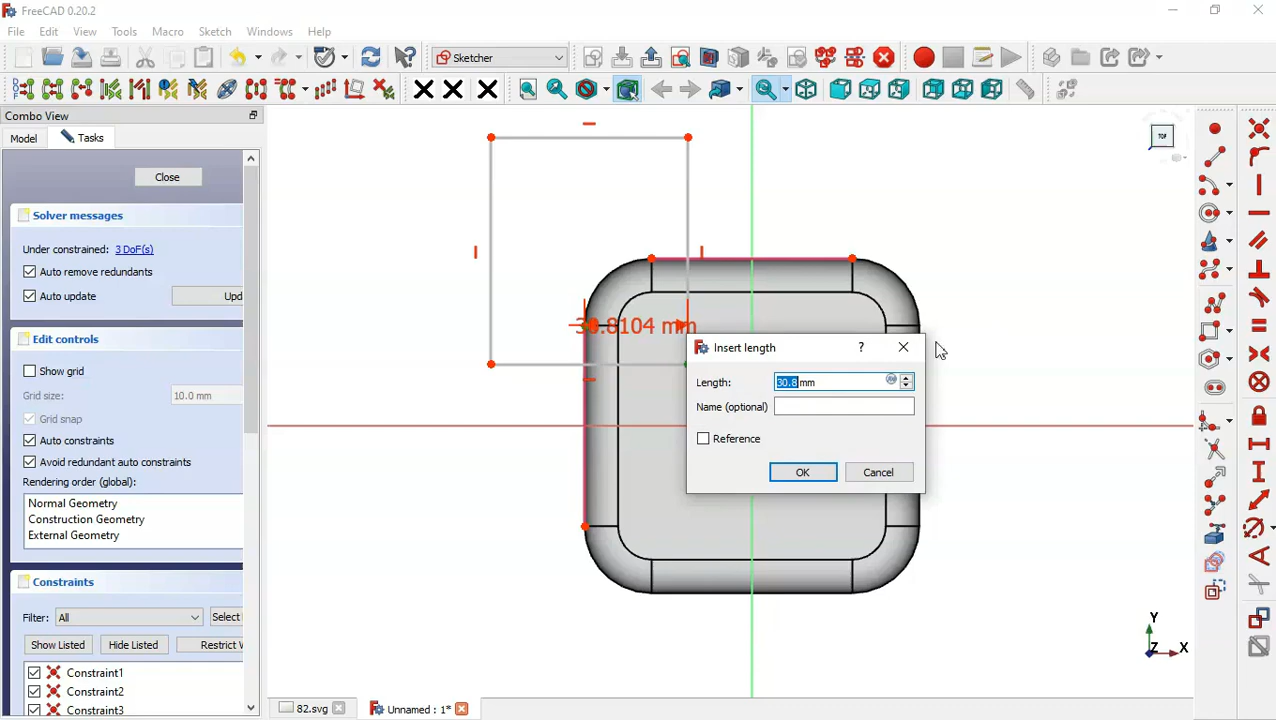 FreeCAD 0.20.2
File Edit View Tools Macro Sketch Windows Help
Sketcher
Combo View
Model Tasks
Close
Solver messages
Under constrained: 3 DoF(s)
Auto remove redundants
Auto update Upd
Edit controls
Show grid
Grid size: 10.0 mm
Grid snap
Auto constraints
Avoid redundant auto constraints
Rendering order (global):
Normal Geometry
Construction Geometry
External Geometry
Constraints
Filter: All Select
Show Listed Hide Listed Restrict V
Constraint1
Constraint2
Constraint3
TOP
30.8104 mm
Insert length ?
Length: 30.8 mm
Name (optional)
Reference
OK Cancel
Y
Z X
82.svg Unnamed : 1*